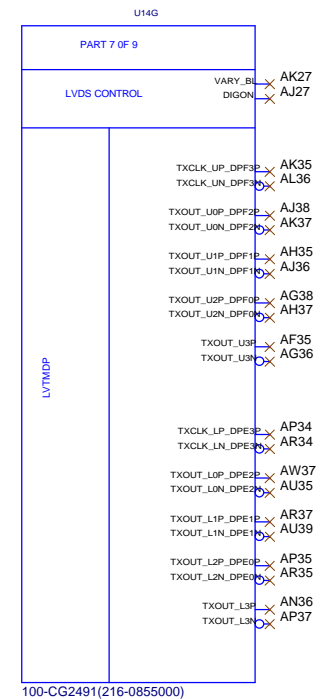 U14G
PART 7 0F 9
LVDS CONTROL
VARY_BL AK27
DIGON AJ27
TXCLK_UP_DPF3P AK35
TXCLK_UN_DPF3N AL36
TXOUT_U0P_DPF2P AJ38
TXOUT_U0N_DPF2N AK37
TXOUT_U1P_DPF1P AH35
TXOUT_U1N_DPF1N AJ36
TXOUT_U2P_DPF0P AG38
TXOUT_U2N_DPF0N AH37
TXOUT_U3P AF35
TXOUT_U3N AG36
LVTMDP
TXCLK_LP_DPE3P AP34
TXCLK_LN_DPE3N AR34
TXOUT_L0P_DPE2P AW37
TXOUT_L0N_DPE2N AU35
TXOUT_L1P_DPE1P AR37
TXOUT_L1N_DPE1N AU39
TXOUT_L2P_DPE0P AP35
TXOUT_L2N_DPE0N AR35
TXOUT_L3P AN36
TXOUT_L3N AP37
100-CG2491(216-0855000)